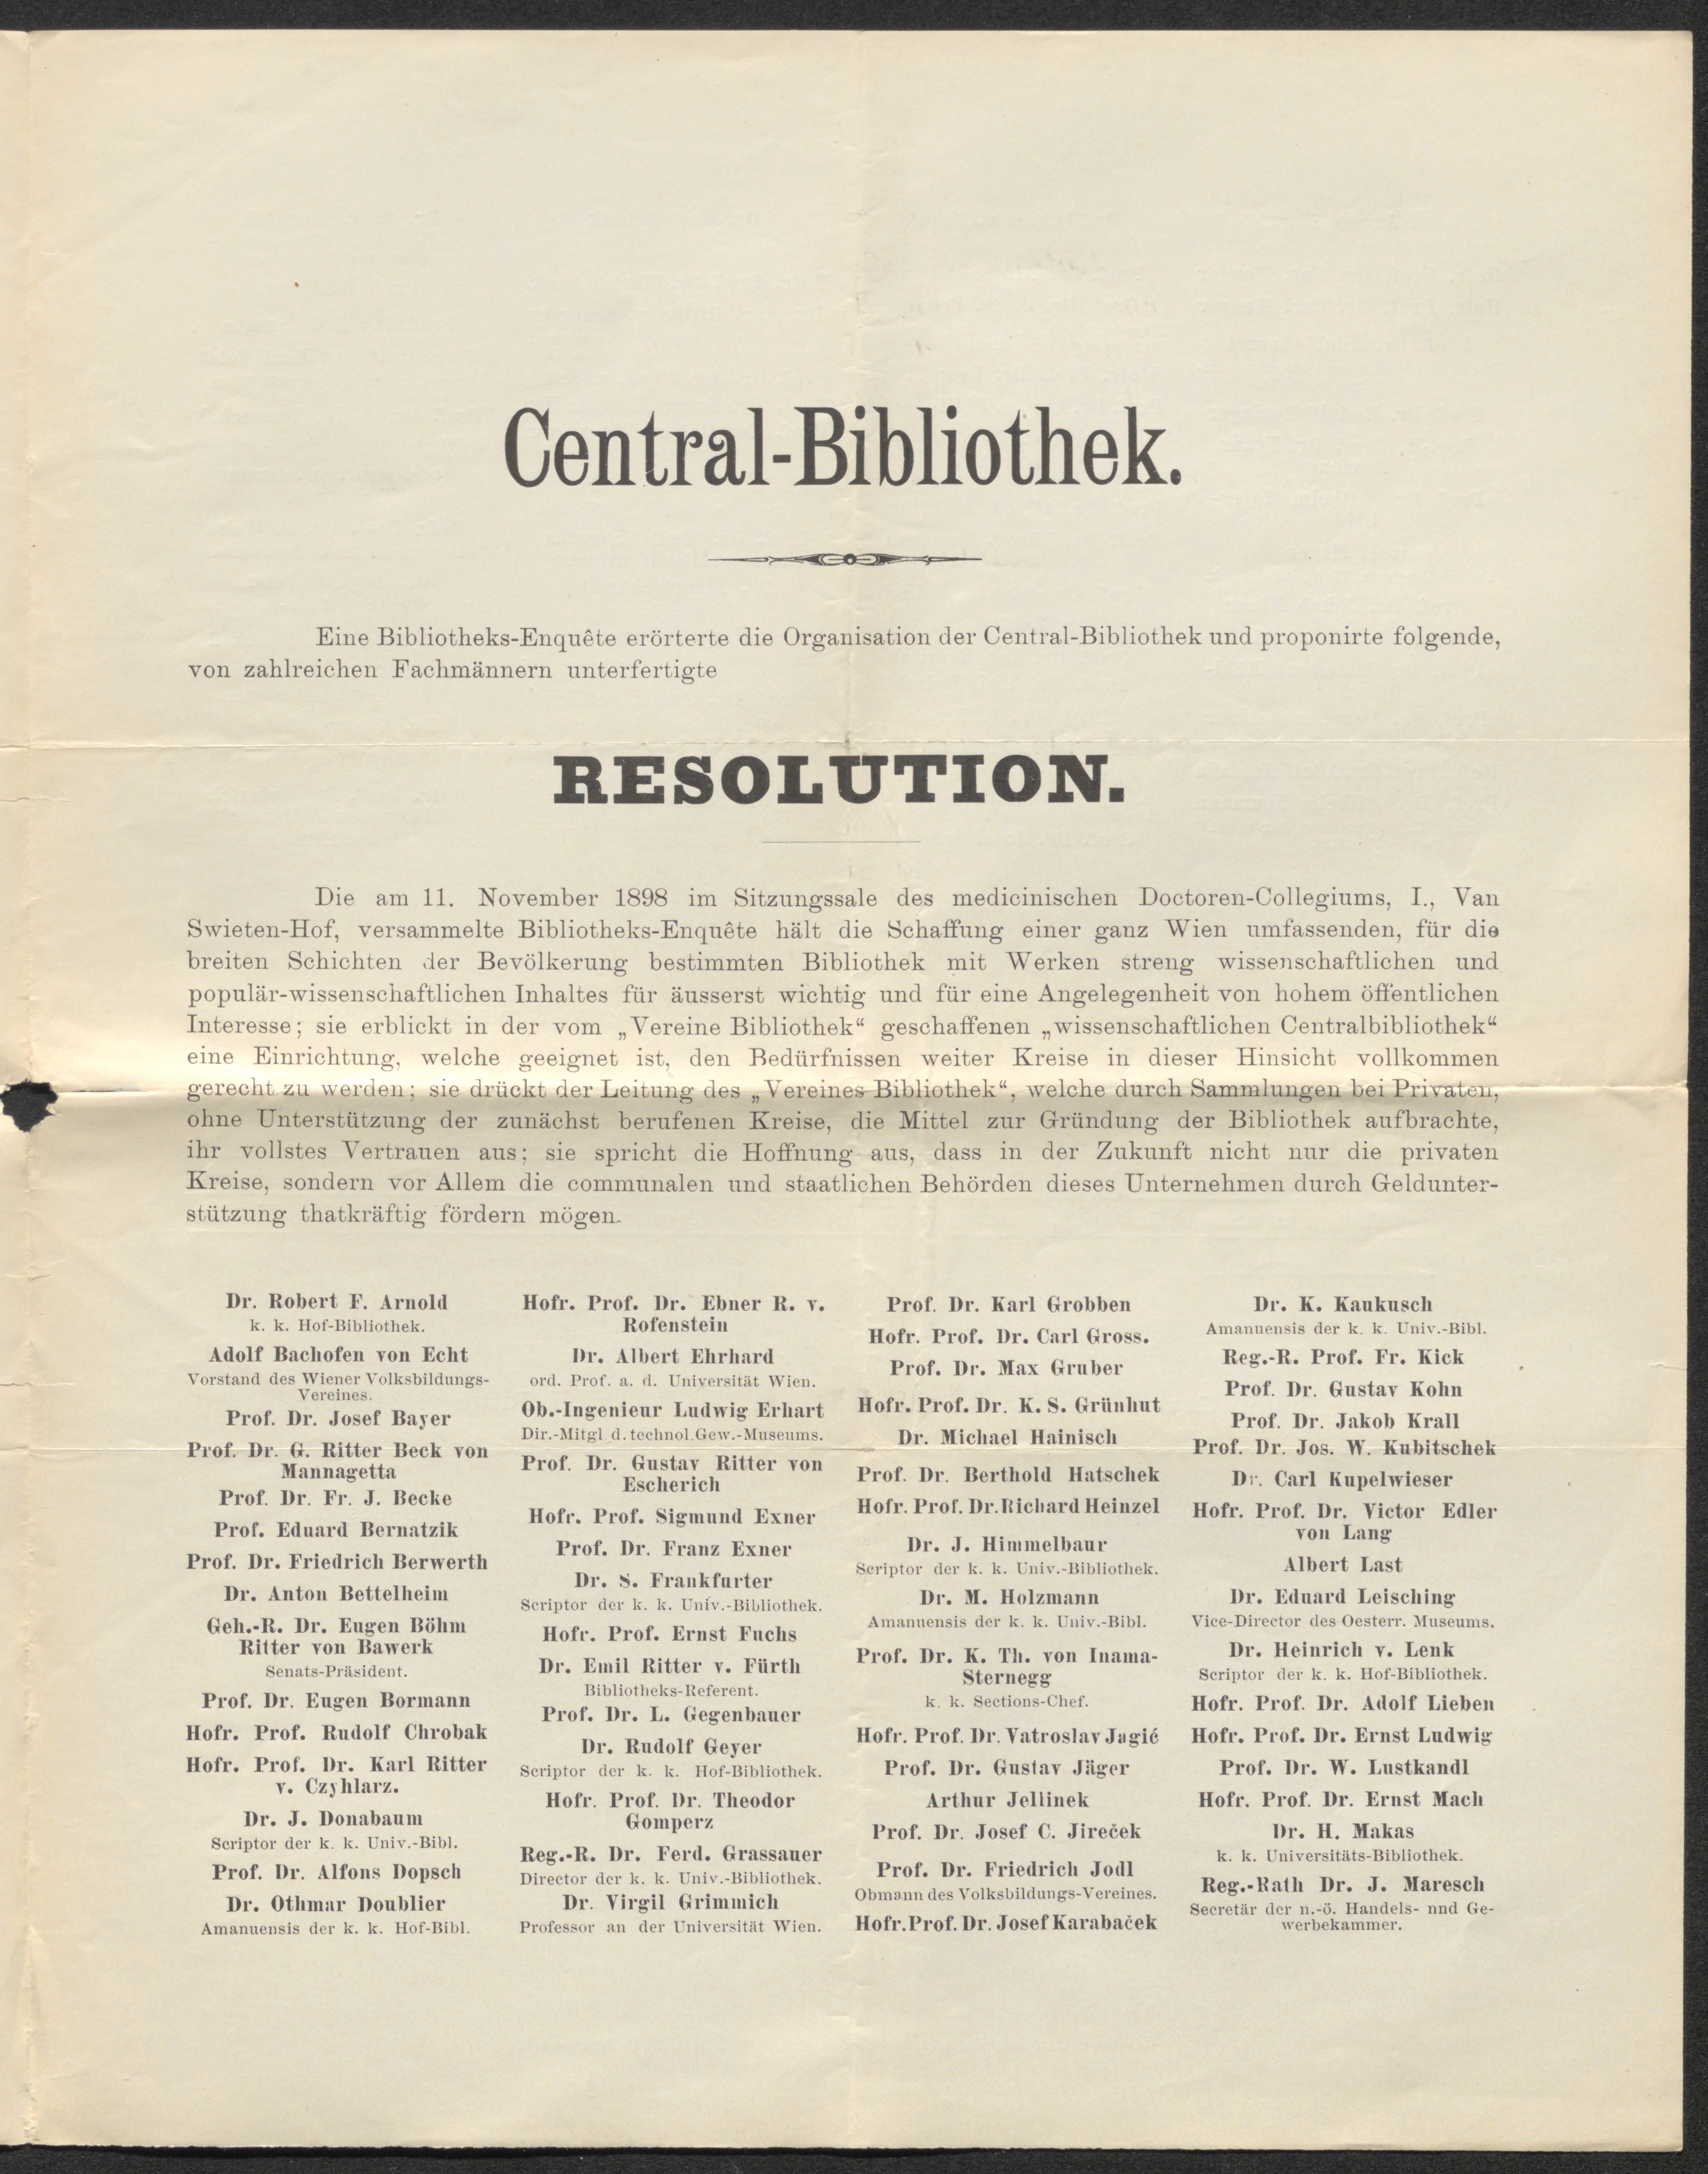 Central-Bibliothek.
Eine Bibliotheks-Enquête erörterte die Organisation der Central-Bibliothek und proponirte folgende,
von zahlreichen Fachmännern unterfertigte
RESOLUTION.
Die am 11. November 1898 im Sitzungssale des medicinischen Doctoren-Collegiums, I., Van
Swieten-Hof, versammelte Bibliotheks-Enquête hält die Schaffung einer ganz Wien umfassenden, für die
breiten Schichten der Bevölkerung bestimmten Bibliothek mit Werken streng wissenschaftlichen und
populär-wissenschaftlichen Inhaltes für äusserst wichtig und für eine Angelegenheit von hohem öffentlichen
Interesse; sie erblickt in der vom „Vereine Bibliothek“ geschaffenen „wissenschaftlichen Centralbibliothek“
eine Einrichtung, welche geeignet ist, den Bedürfnissen weiter Kreise in dieser Hinsicht vollkommen
gerecht zu werden; sie drückt der Leitung des „Vereines Bibliothek“, welche durch Sammlungen bei Privaten,
ohne Unterstützung der zunächst berufenen Kreise, die Mittel zur Gründung der Bibliothek aufbrachte,
ihr vollstes Vertrauen aus; sie spricht die Hoffnung aus, dass in der Zukunft nicht nur die privaten
Kreise, sondern vor Allem die communalen und staatlichen Behörden dieses Unternehmen durch Geldunter-
stützung thatkräftig fördern mögen.
Dr. Robert F. Arnold
k. k. Hof-Bibliothek.
Adolf Bachofen von Echt
Vorstand des Wiener Volksbildungs-
Vereines.
Prof. Dr. Josef Bayer
Prof. Dr. G. Ritter Beck von
Mannagetta
Prof. Dr. Fr. J. Becke
Prof. Eduard Bernatzik
Prof. Dr. Friedrich Berwerth
Dr. Anton Bettelheim
Geh.-R. Dr. Eugen Böhm
Ritter von Bawerk
Senats-Präsident.
Prof. Dr. Eugen Bormann
Hofr. Prof. Rudolf Chrobak
Hofr. Prof. Dr. Karl Ritter
v. Czyhlarz.
Dr. J. Donabaum
Scriptor der k. k. Univ.-Bibl.
Prof. Dr. Alfons Dopsch
Dr. Othmar Doublier
Amanuensis der k. k. Hof-Bibl.
Hofr. Prof. Dr. Ebner R. v.
Rofenstein
Dr. Albert Ehrhard
ord. Prof. a. d. Universität Wien.
Ob.-Ingenieur Ludwig Erhart
Dir.-Mitgl. d. technol. Gew.-Museums.
Prof. Dr. Gustav Ritter von
Escherich
Hofr. Prof. Sigmund Exner
Prof. Dr. Franz Exner
Dr. S. Frankfurter
Scriptor der k. k. Univ.-Bibliothek.
Hofr. Prof. Ernst Fuchs
Dr. Emil Ritter v. Fürth
Bibliotheks-Referent.
Prof. Dr. L. Gegenbauer
Dr. Rudolf Geyer
Scriptor der k. k. Hof-Bibliothek.
Hofr. Prof. Dr. Theodor
Gomperz
Reg.-R. Dr. Ferd. Grassauer
Director der k. k. Univ.-Bibliothek.
Dr. Virgil Grimmich
Professor an der Universität Wien.
Prof. Dr. Karl Grobben
Hofr. Prof. Dr. Carl Gross.
Prof. Dr. Max Gruber
Hofr. Prof. Dr. K. S. Grünhut
Dr. Michael Hainisch
Prof. Dr. Berthold Hatschek
Hofr. Prof. Dr. Richard Heinzel
Dr. J. Himmelbaur
Scriptor der k. k. Univ.-Bibliothek.
Dr. M. Holzmann
Amanuensis der k. k. Univ.-Bibl.
Prof. Dr. K. Th. von Inama-
Sternegg
k. k. Sections-Chef.
Hofr. Prof. Dr. Vatroslav Jagić
Prof. Dr. Gustav Jäger
Arthur Jellinek
Prof. Dr. Josef C. Jireček
Prof. Dr. Friedrich Jodl
Obmann des Volksbildungs-Vereines.
Hofr. Prof. Dr. Josef Karabaček
Dr. K. Kaukusch
Amanuensis der k. k. Univ.-Bibl.
Reg.-R. Prof. Fr. Kick
Prof. Dr. Gustav Kohn
Prof. Dr. Jakob Krall
Prof. Dr. Jos. W. Kubitschek
Dr. Carl Kupelwieser
Hofr. Prof. Dr. Victor Edler
von Lang
Albert Last
Dr. Eduard Leisching
Vice-Director des Oesterr. Museums.
Dr. Heinrich v. Lenk
Scriptor der k. k. Hof-Bibliothek.
Hofr. Prof. Dr. Adolf Lieben
Hofr. Prof. Dr. Ernst Ludwig
Prof. Dr. W. Lustkandl
Hofr. Prof. Dr. Ernst Mach
Dr. H. Makas
k. k. Universitäts-Bibliothek.
Reg.-Rath Dr. J. Maresch
Secretär der n.-ö. Handels- nnd Ge-
werbekammer.